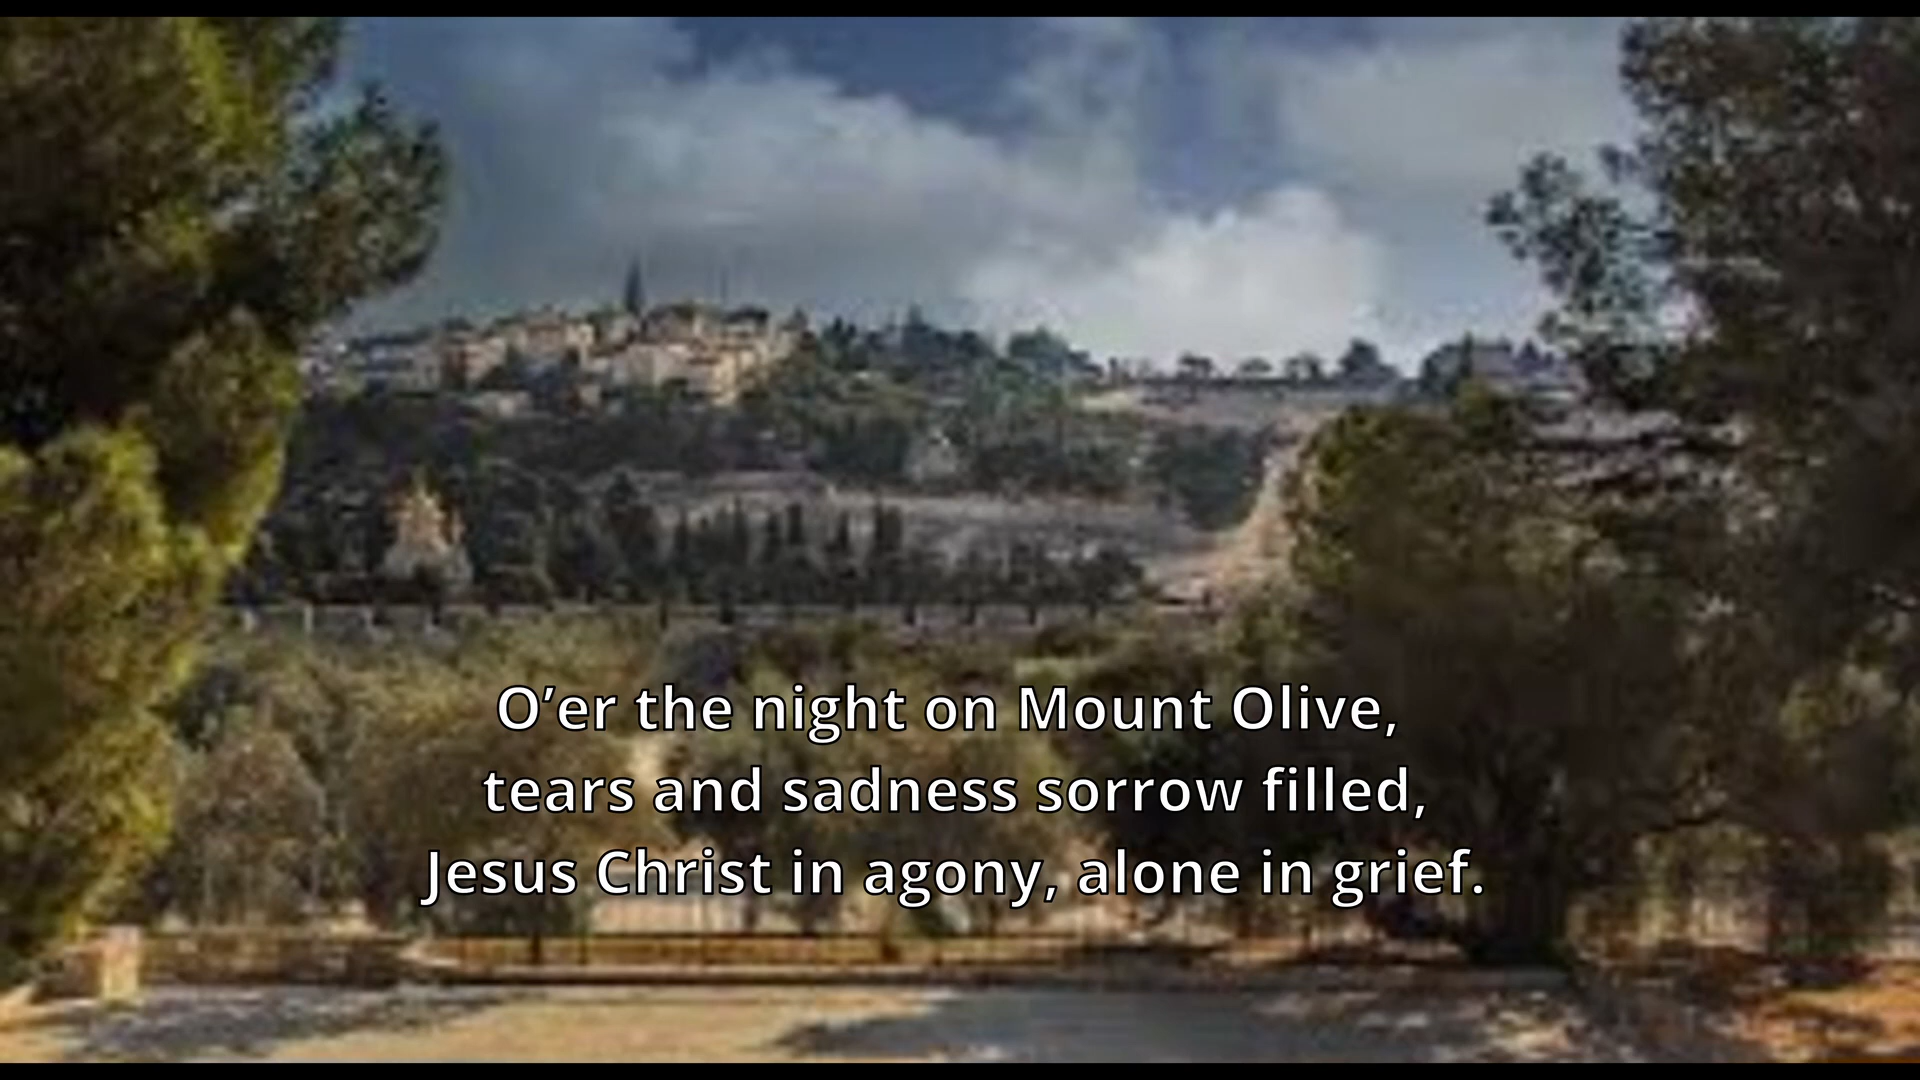 O’er the night on Mount Olive,
tears and sadness sorrow filled,
Jesus Christ in agony, alone in grief.